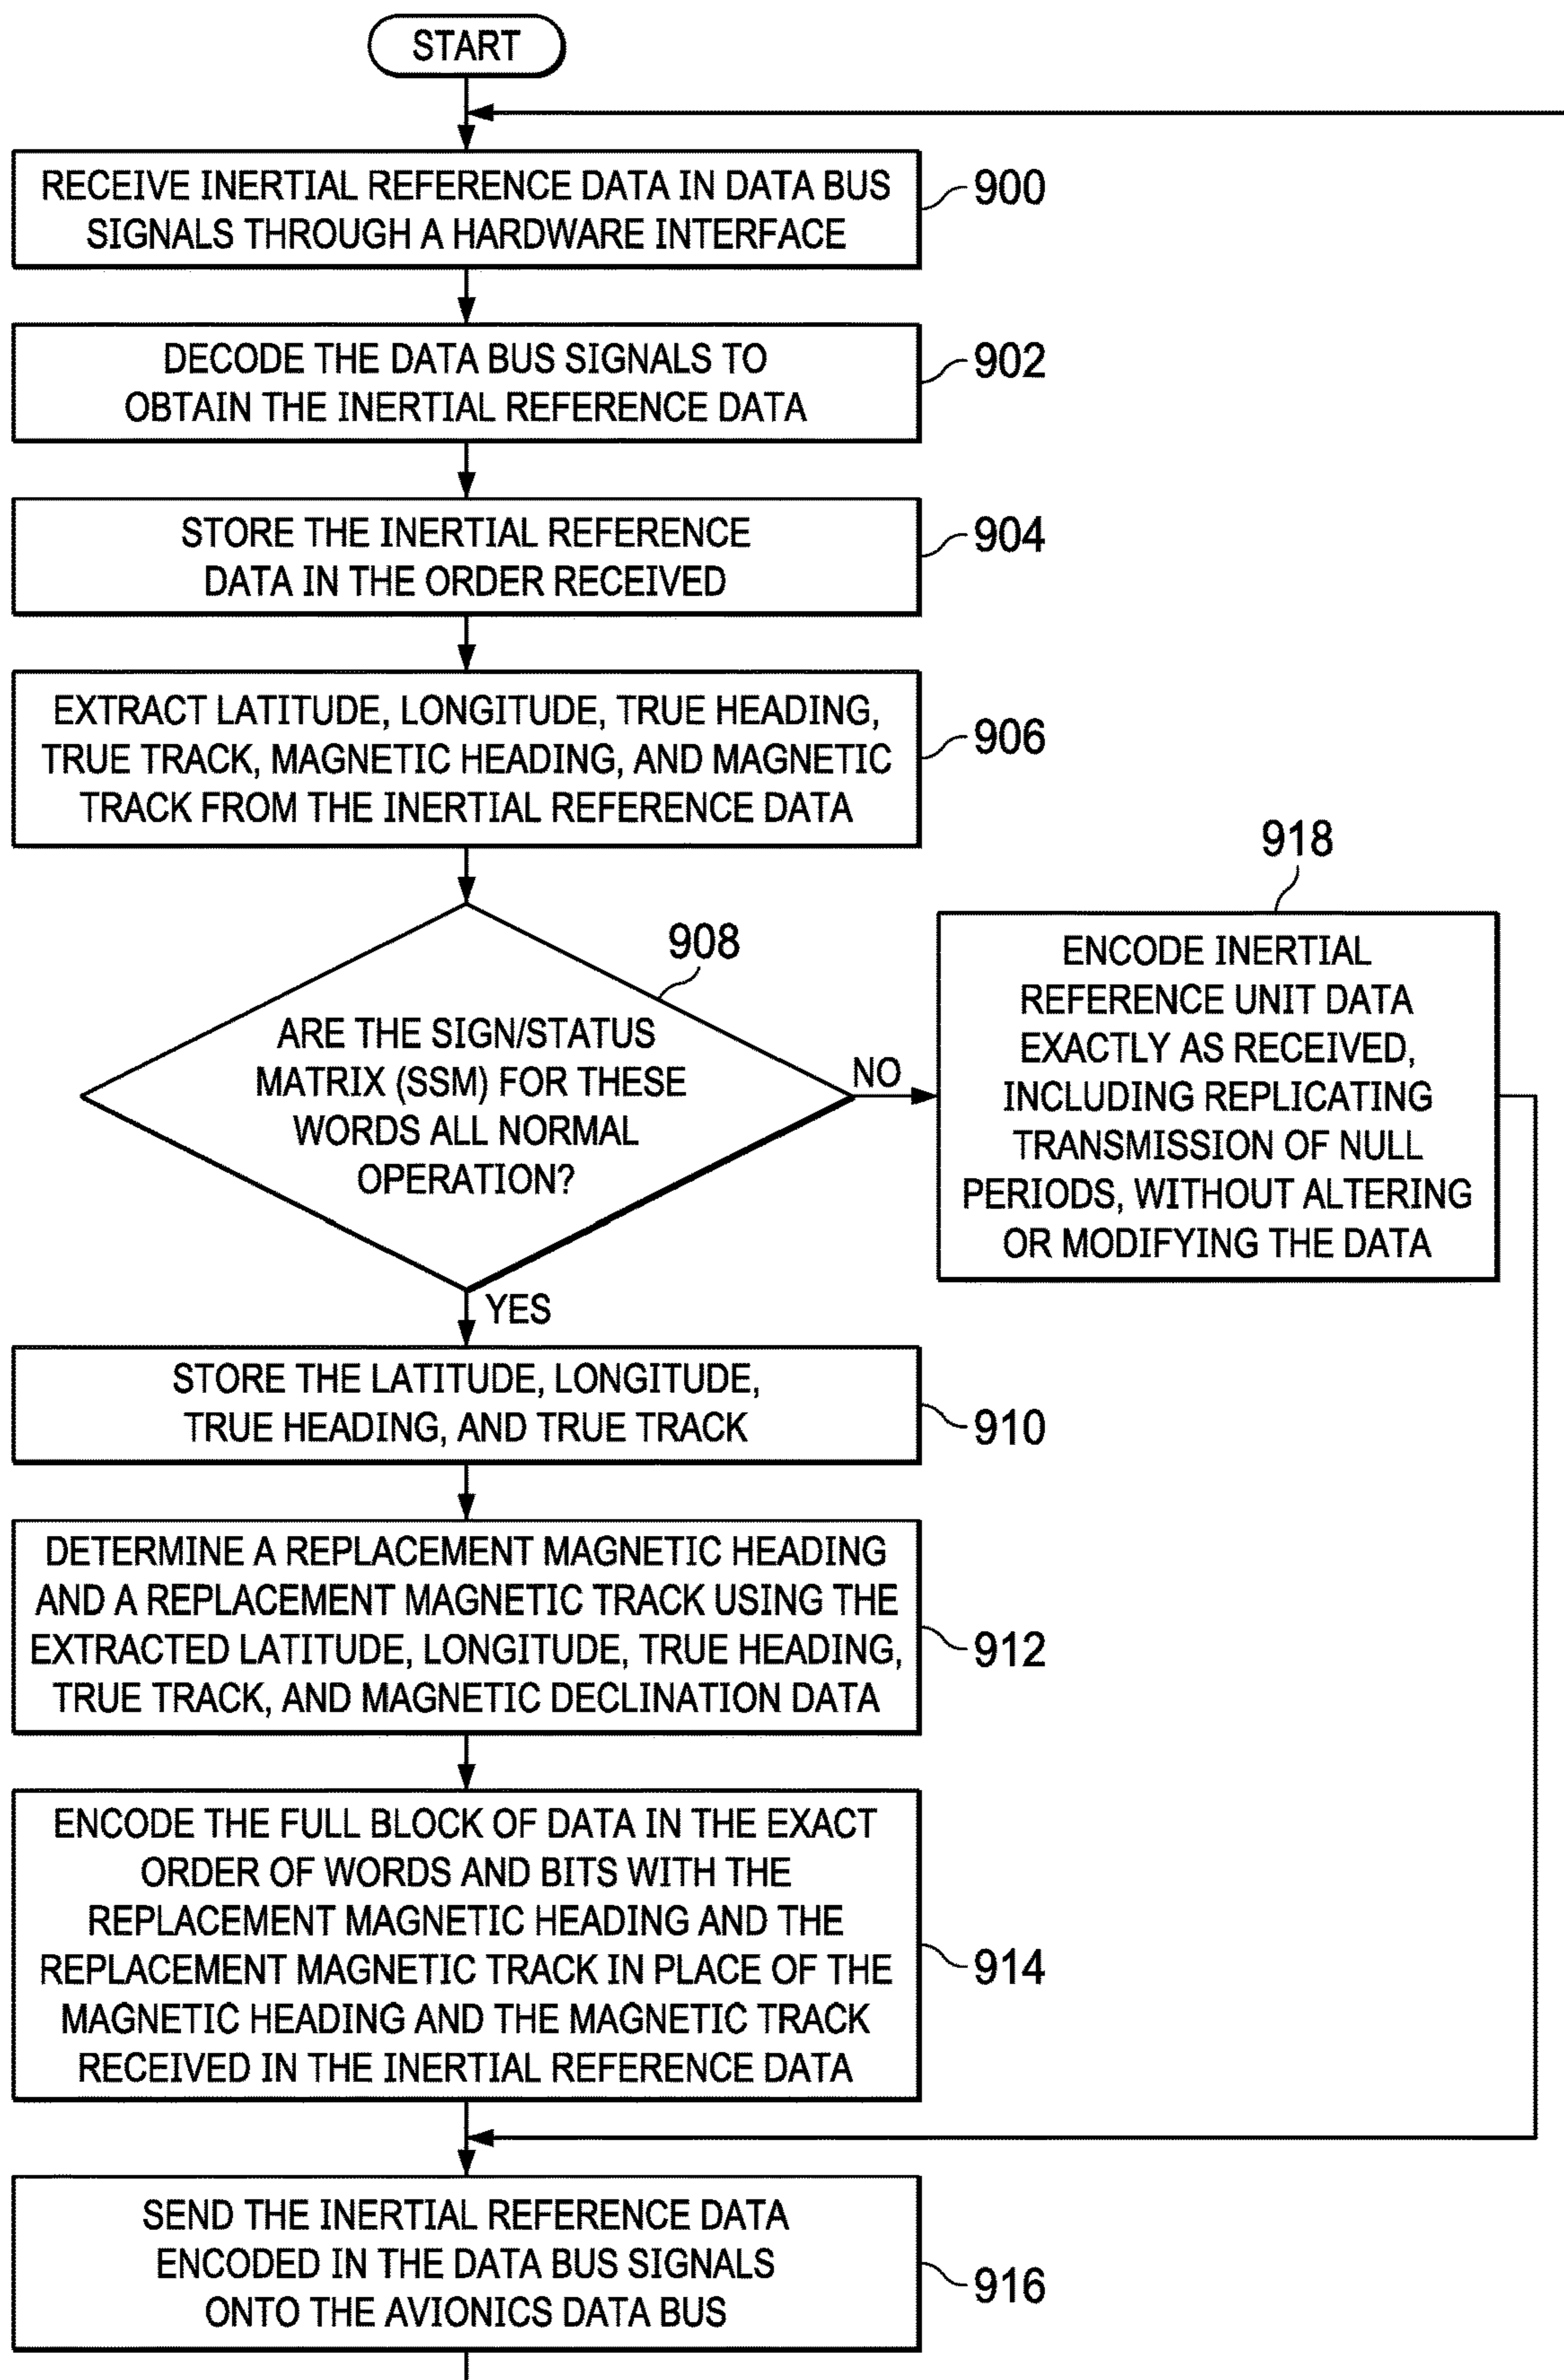 START
RECEIVE INERTIAL REFERENCE DATA IN DATA BUS
SIGNALS THROUGH A HARDWARE INTERFACE
900
DECODE THE DATA BUS SIGNALS TO
OBTAIN THE INERTIAL REFERENCE DATA
902
STORE THE INERTIAL REFERENCE
DATA IN THE ORDER RECEIVED
904
EXTRACT LATITUDE, LONGITUDE, TRUE HEADING,
TRUE TRACK, MAGNETIC HEADING, AND MAGNETIC
TRACK FROM THE INERTIAL REFERENCE DATA
906
908
ARE THE SIGN/STATUS
MATRIX (SSM) FOR THESE
WORDS ALL NORMAL
OPERATION?
NO
YES
918
ENCODE INERTIAL
REFERENCE UNIT DATA
EXACTLY AS RECEIVED,
INCLUDING REPLICATING
TRANSMISSION OF NULL
PERIODS, WITHOUT ALTERING
OR MODIFYING THE DATA
STORE THE LATITUDE, LONGITUDE,
TRUE HEADING, AND TRUE TRACK
910
DETERMINE A REPLACEMENT MAGNETIC HEADING
AND A REPLACEMENT MAGNETIC TRACK USING THE
EXTRACTED LATITUDE, LONGITUDE, TRUE HEADING,
TRUE TRACK, AND MAGNETIC DECLINATION DATA
912
ENCODE THE FULL BLOCK OF DATA IN THE EXACT
ORDER OF WORDS AND BITS WITH THE
REPLACEMENT MAGNETIC HEADING AND THE
REPLACEMENT MAGNETIC TRACK IN PLACE OF THE
MAGNETIC HEADING AND THE MAGNETIC TRACK
RECEIVED IN THE INERTIAL REFERENCE DATA
914
SEND THE INERTIAL REFERENCE DATA
ENCODED IN THE DATA BUS SIGNALS
ONTO THE AVIONICS DATA BUS
916